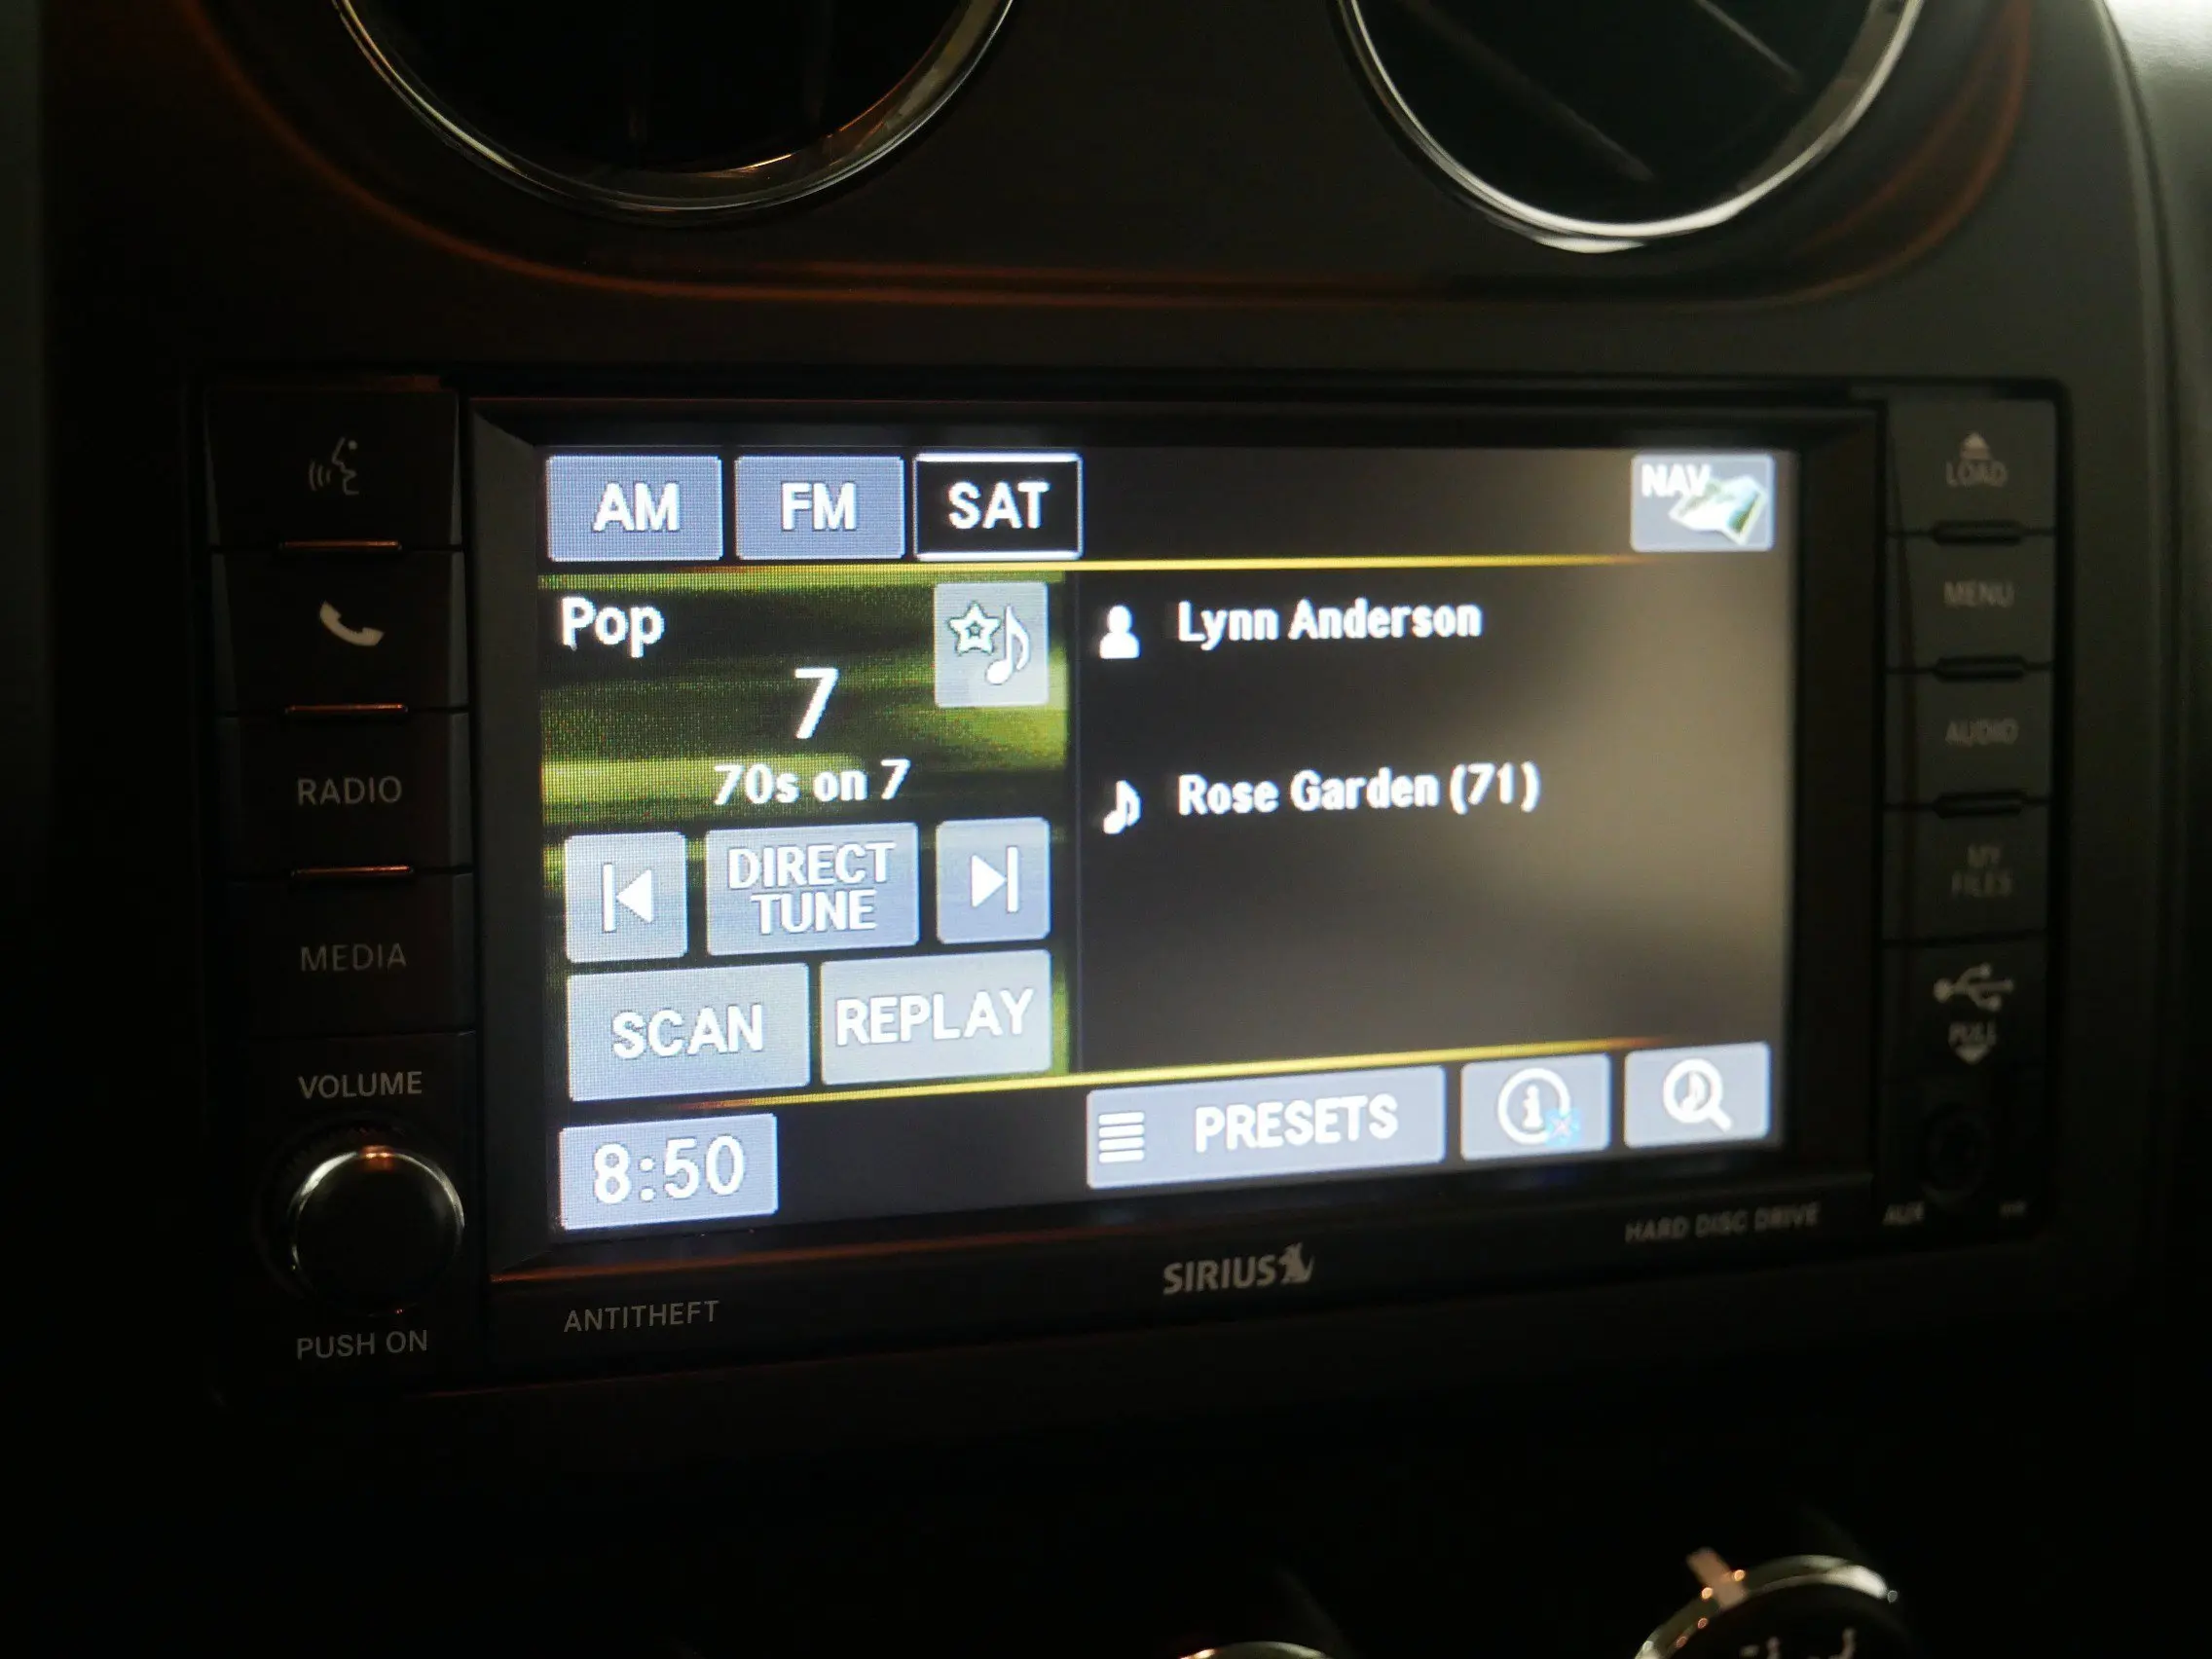 LOAD
AM FM SAT NAV
MENU
Pop
Lynn Anderson
7
RADIO
70s on 7
Rose Garden (71)
AUDIO
DIRECT
TUNE
MY
FILES
MEDIA
SCAN REPLAY
PULL
VOLUME
PRESETS
8:50
HARD DISC DRIVE
AUX
SIRIUS
ANTITHEFT
PUSH ON